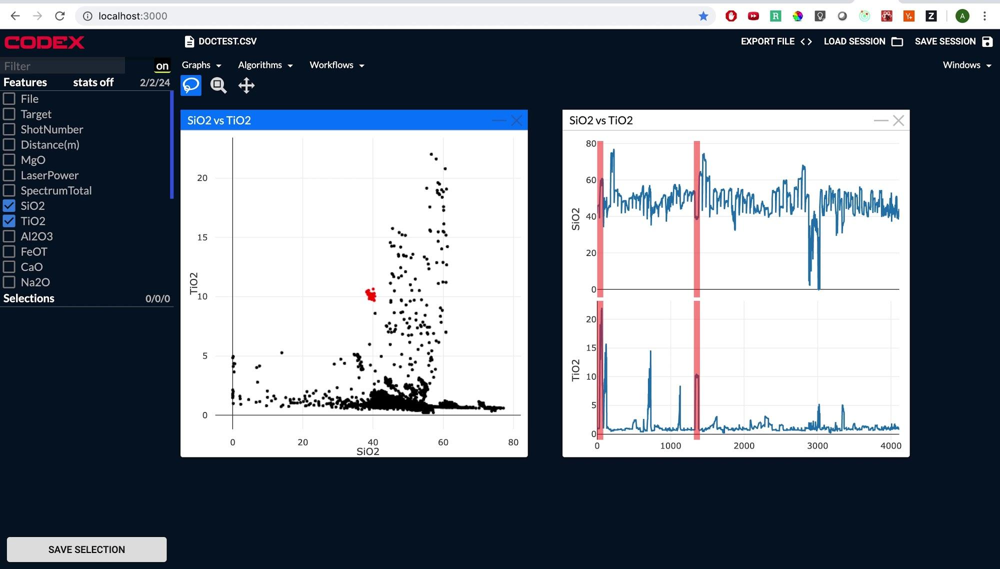 localhost:3000
R
Y+
Z
A
CODEX
DOCTEST.CSV
EXPORT FILE
LOAD SESSION
SAVE SESSION
Filter
on
Graphs
Algorithms
Workflows
Windows
Features
stats off
2/2/24
File
Target
ShotNumber
Distance(m)
MgO
LaserPower
SpectrumTotal
SiO2
TiO2
Al2O3
FeOT
CaO
Na2O
Selections
0/0/0
SAVE SELECTION
SiO2 vs TiO2
20
15
10
5
0
TiO2
0
20
40
60
80
SiO2
SiO2 vs TiO2
80
60
40
20
0
SiO2
20
15
10
5
0
TiO2
0
1000
2000
3000
4000